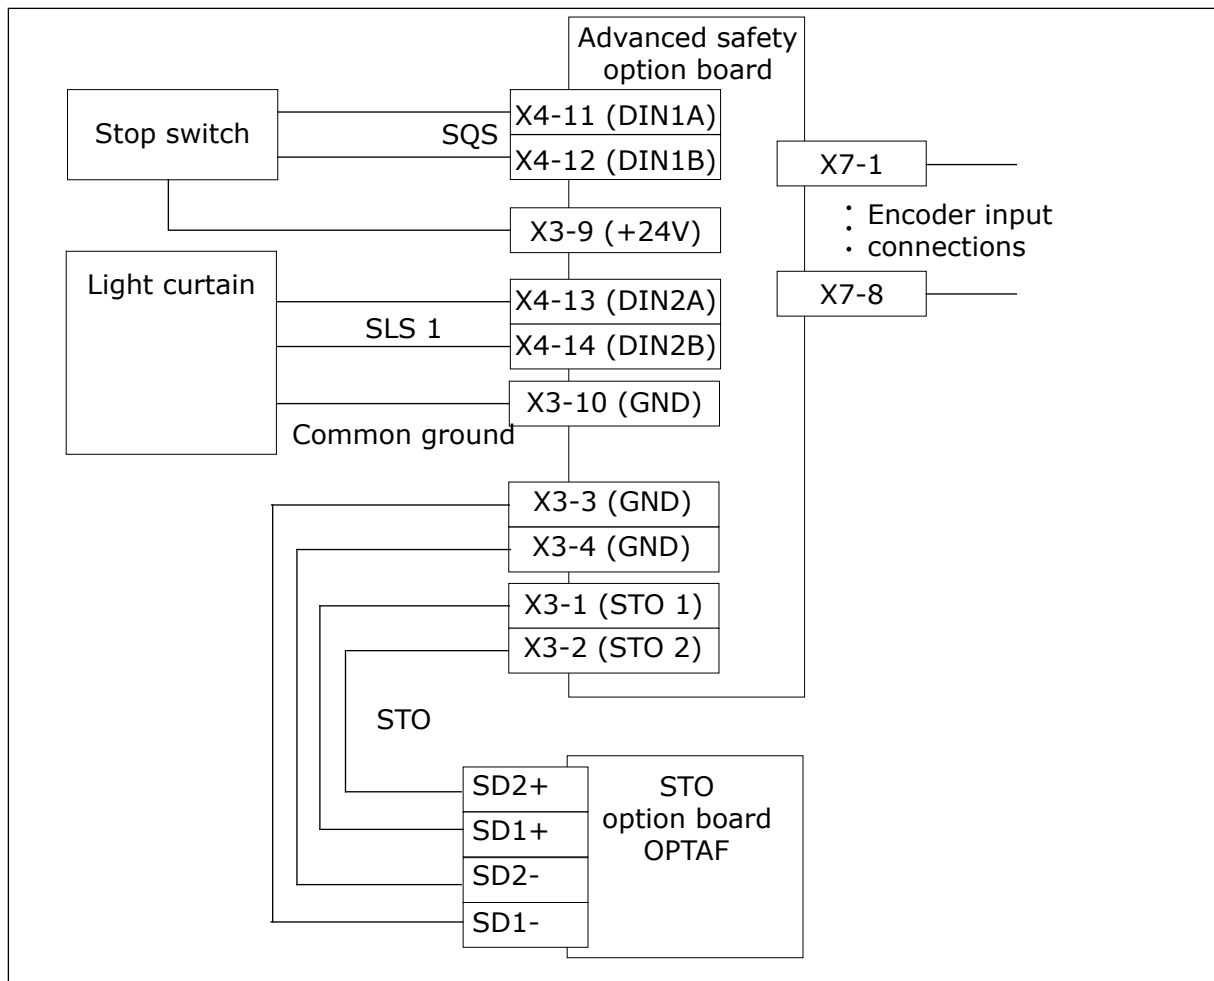 Advanced safety
option board
Stop switch
SQS
X4-11 (DIN1A)
X4-12 (DIN1B)
X3-9 (+24V)
X7-1
Encoder input
connections
X7-8
Light curtain
SLS 1
X4-13 (DIN2A)
X4-14 (DIN2B)
X3-10 (GND)
Common ground
X3-3 (GND)
X3-4 (GND)
X3-1 (STO 1)
X3-2 (STO 2)
STO
SD2+
SD1+
SD2-
SD1-
STO
option board
OPTAF